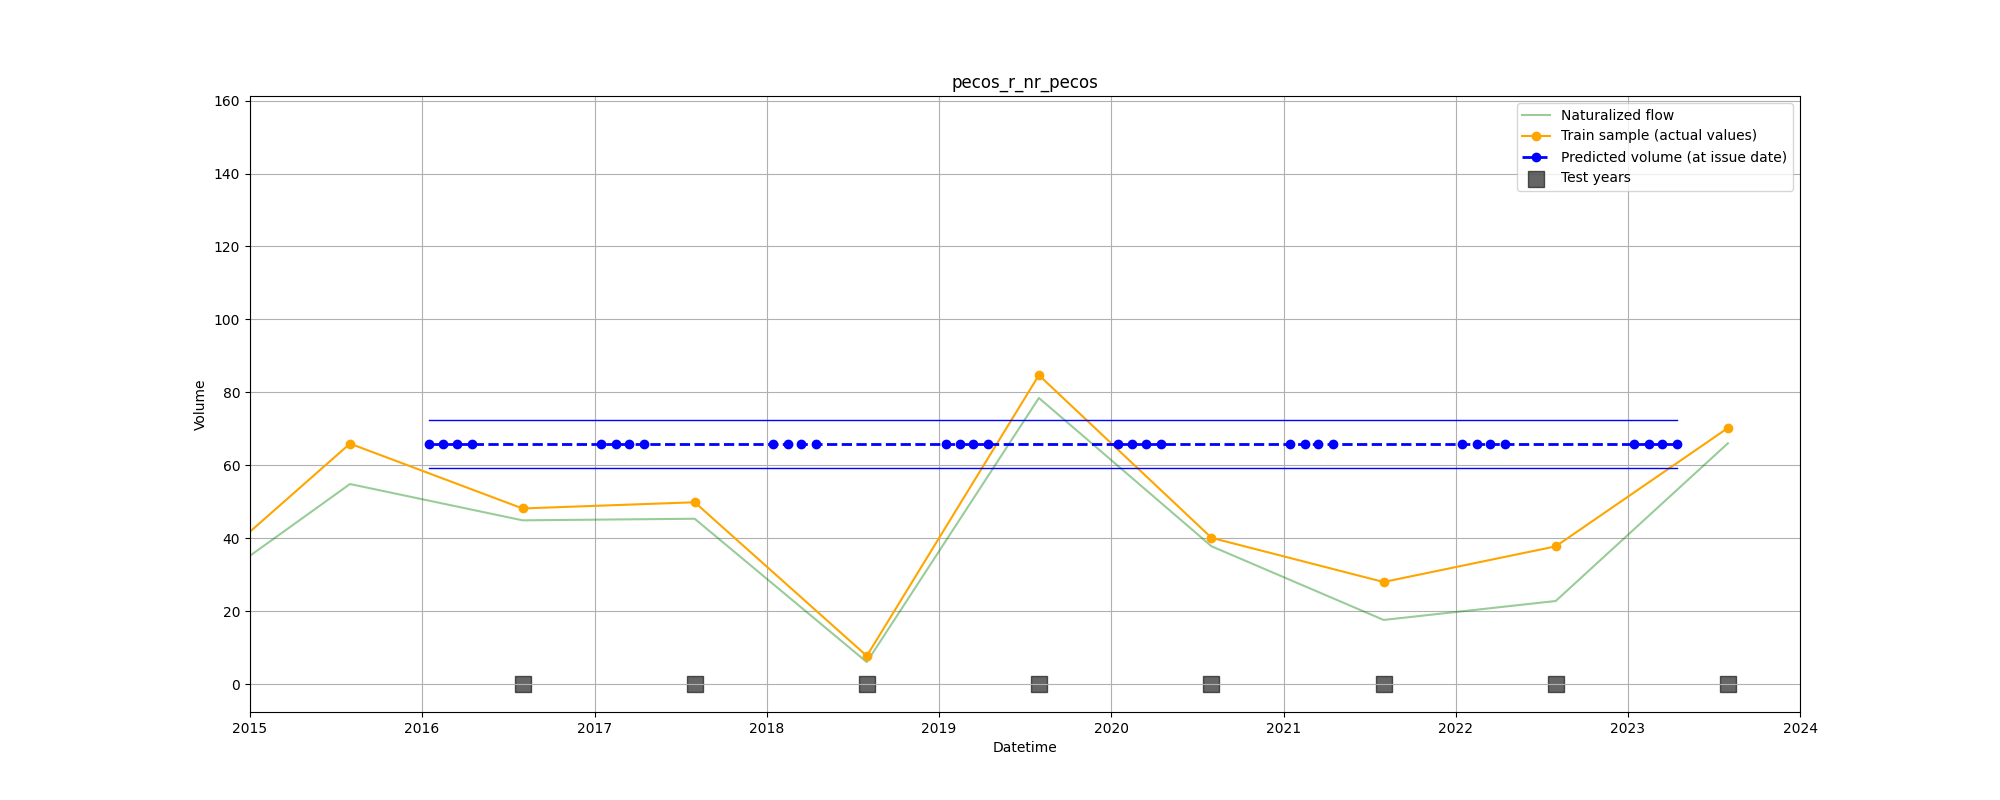 pecos_r_nr_pecos
160
140
120
100
80
60
40
20
0
Volume
Naturalized flow
Train sample (actual values)
Predicted volume (at issue date)
Test years
2015 2016 2017 2018 2019 2020 2021 2022 2023 2024
Datetime